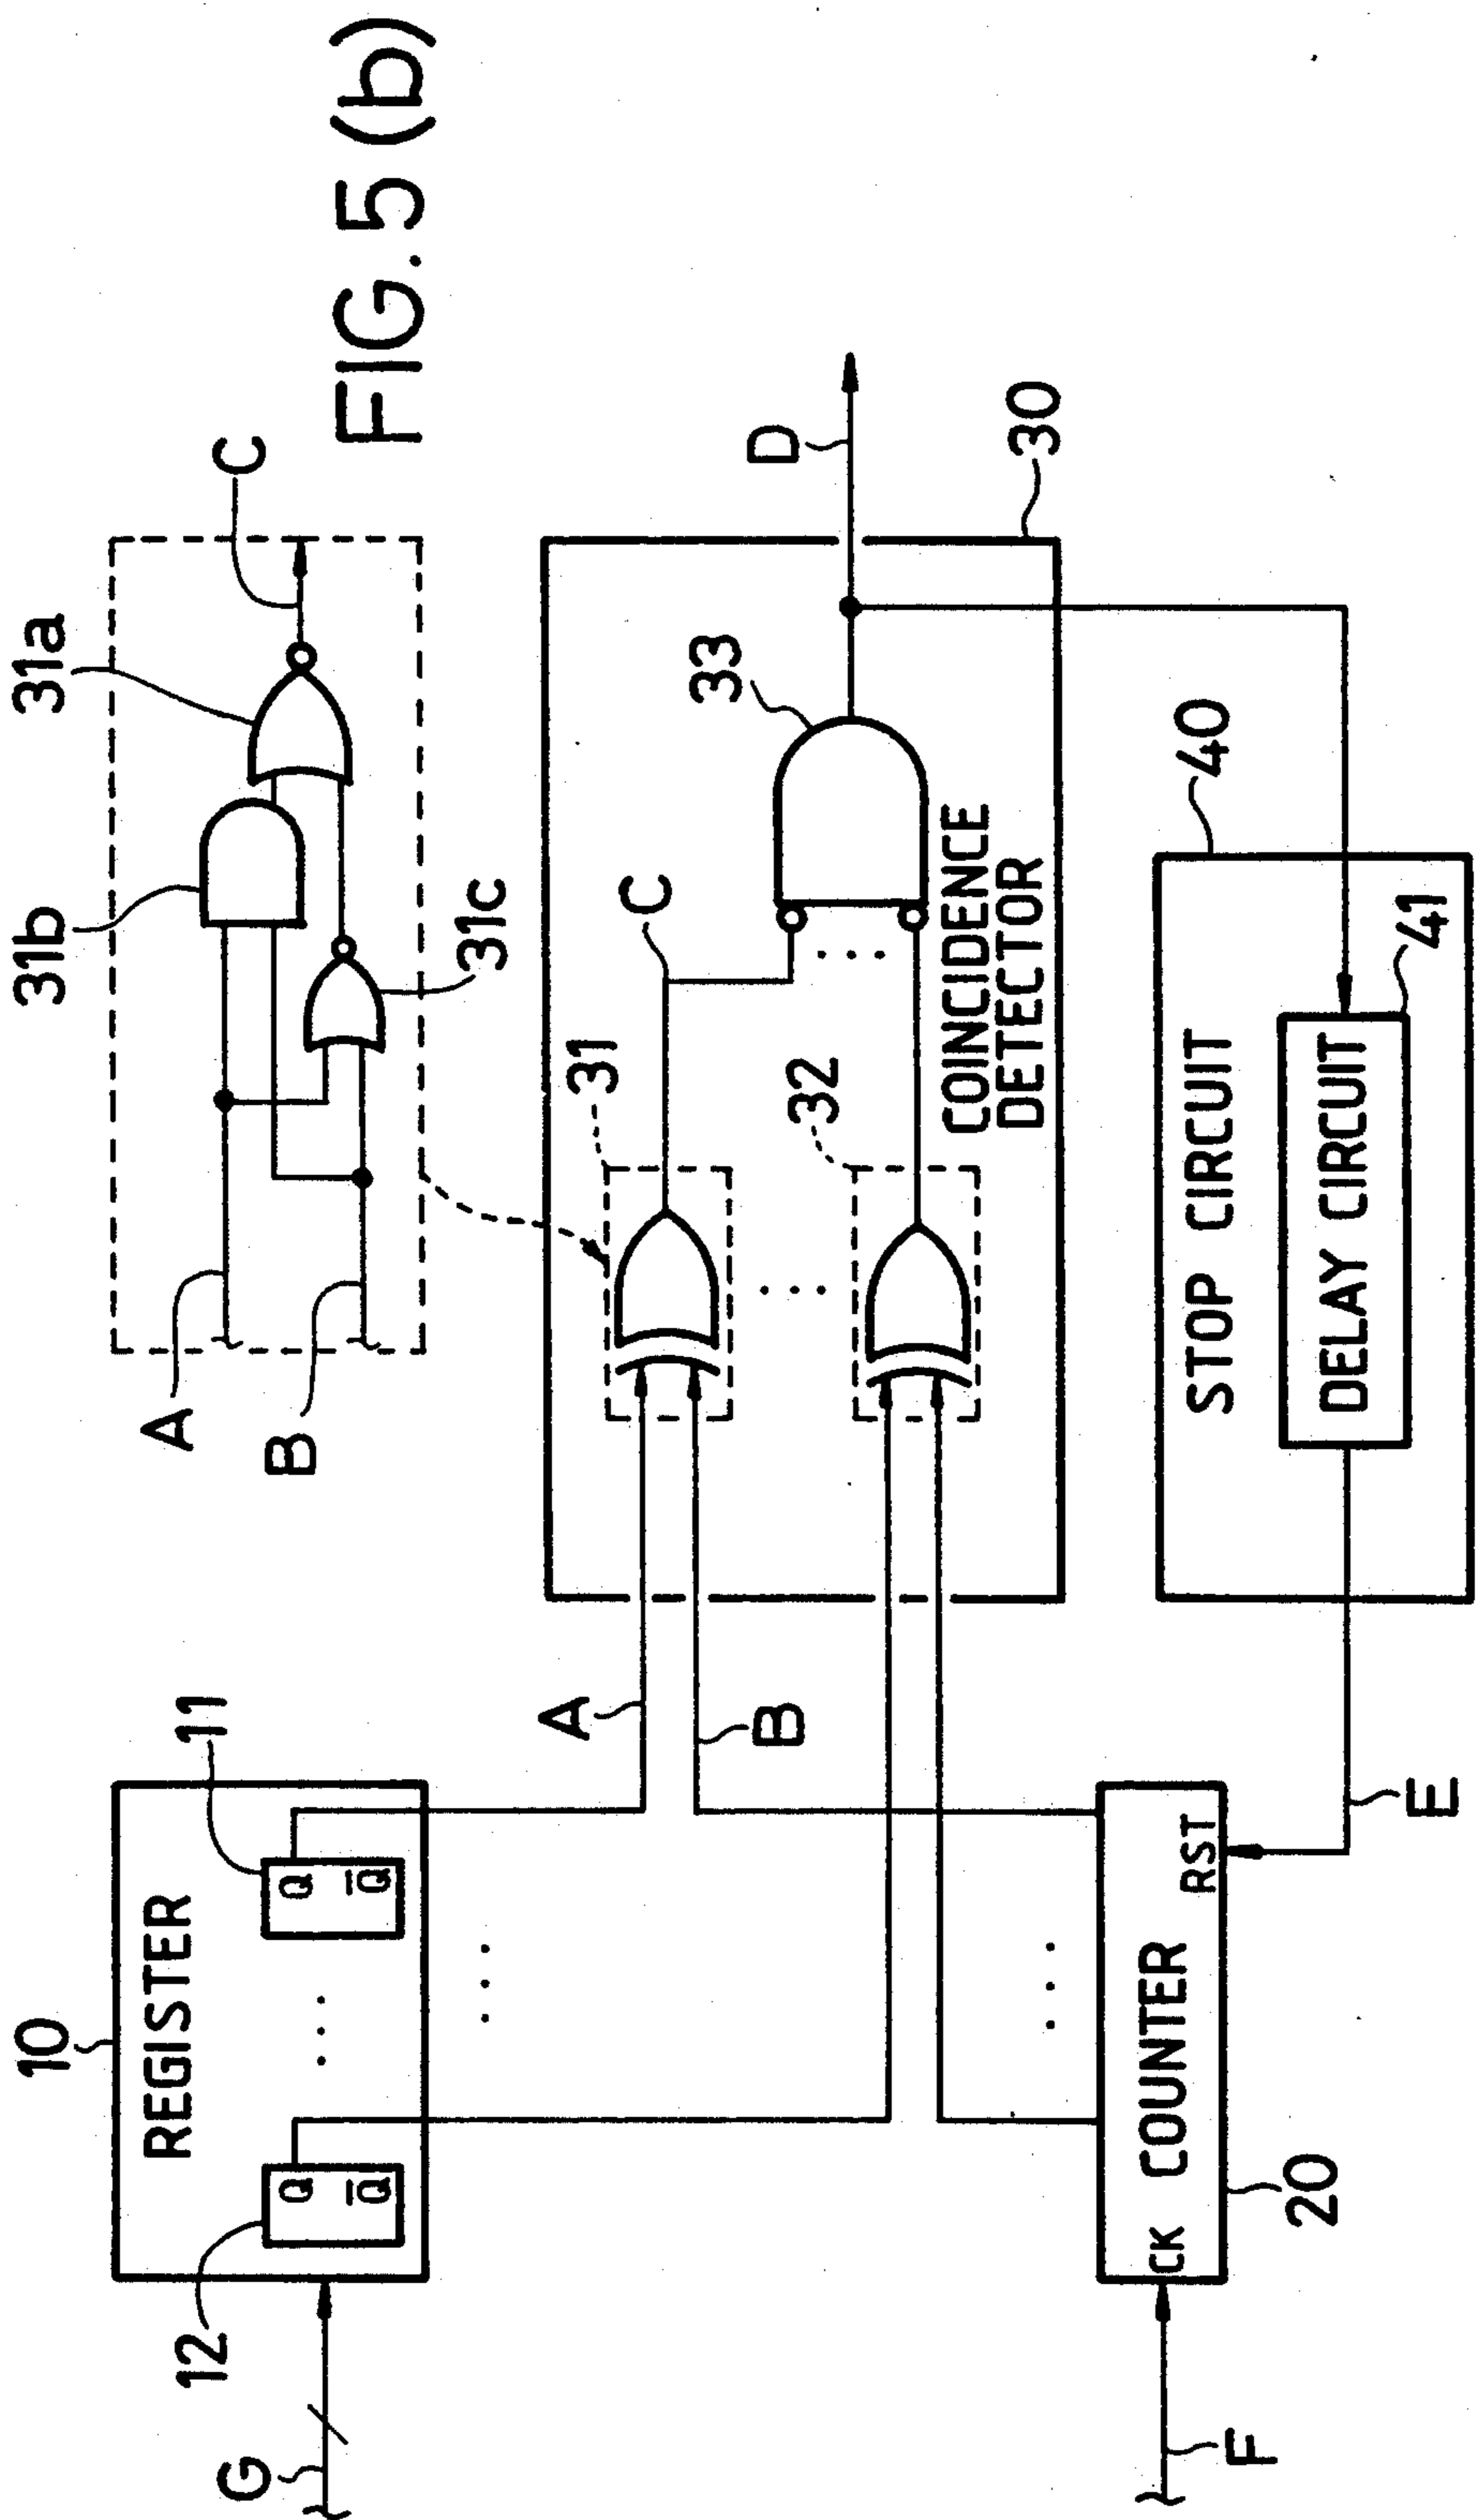 FIG. 5 (b)
31b
31a
C
A
B
31c
10
REGISTER
11
12
Q
Q̅
Q
Q̅
G
A
B
31
C
33
D
32
COINCIDENCE
DETECTOR
30
CK
COUNTER
RST
20
F
E
STOP CIRCUIT
40
DELAY CIRCUIT
41